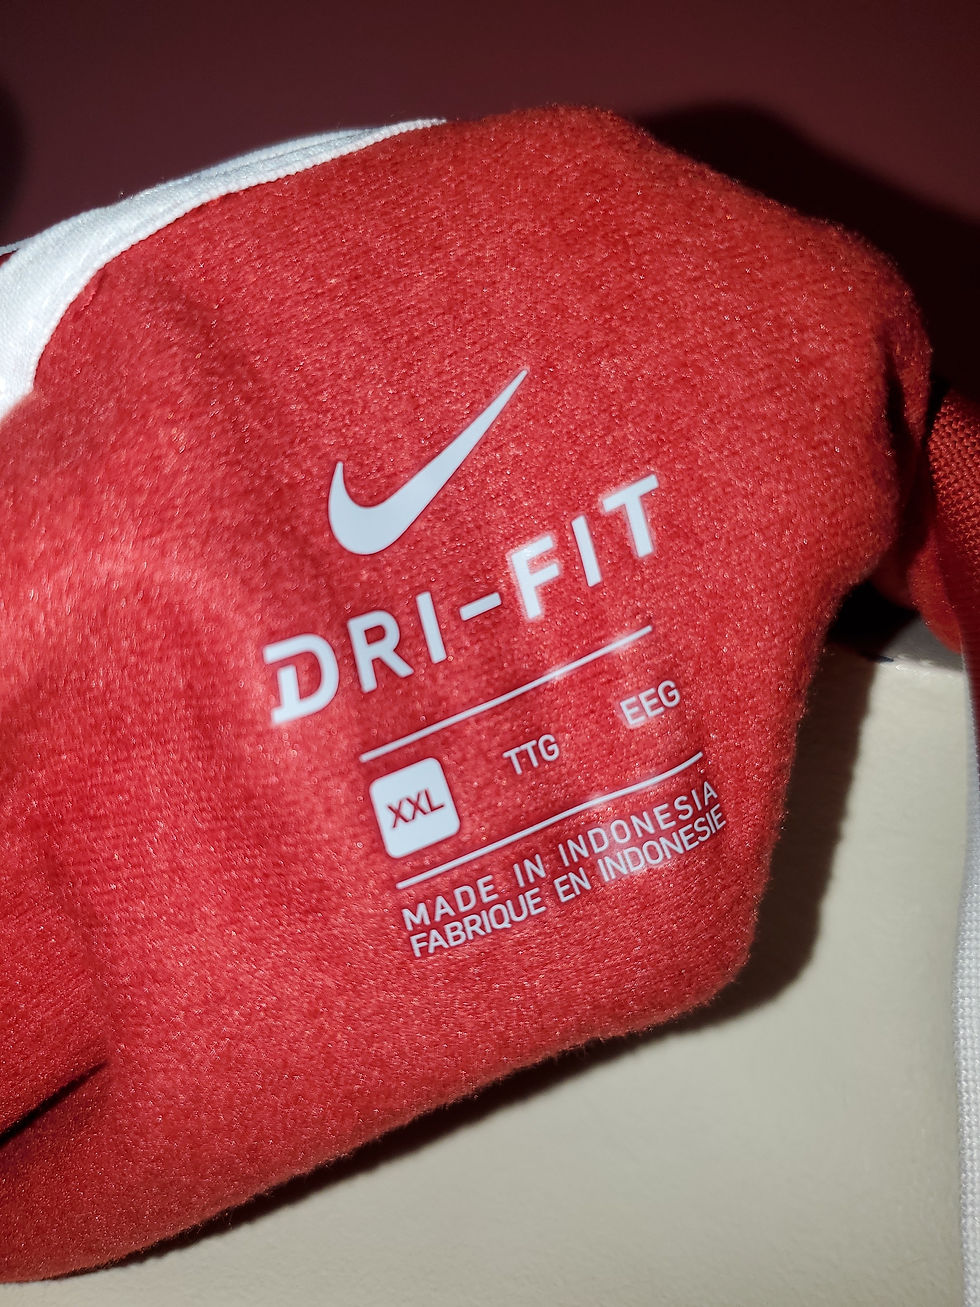 DRI-FIT
XXL TTG EEG
MADE IN INDONESIA
FABRIQUE EN INDONESIE